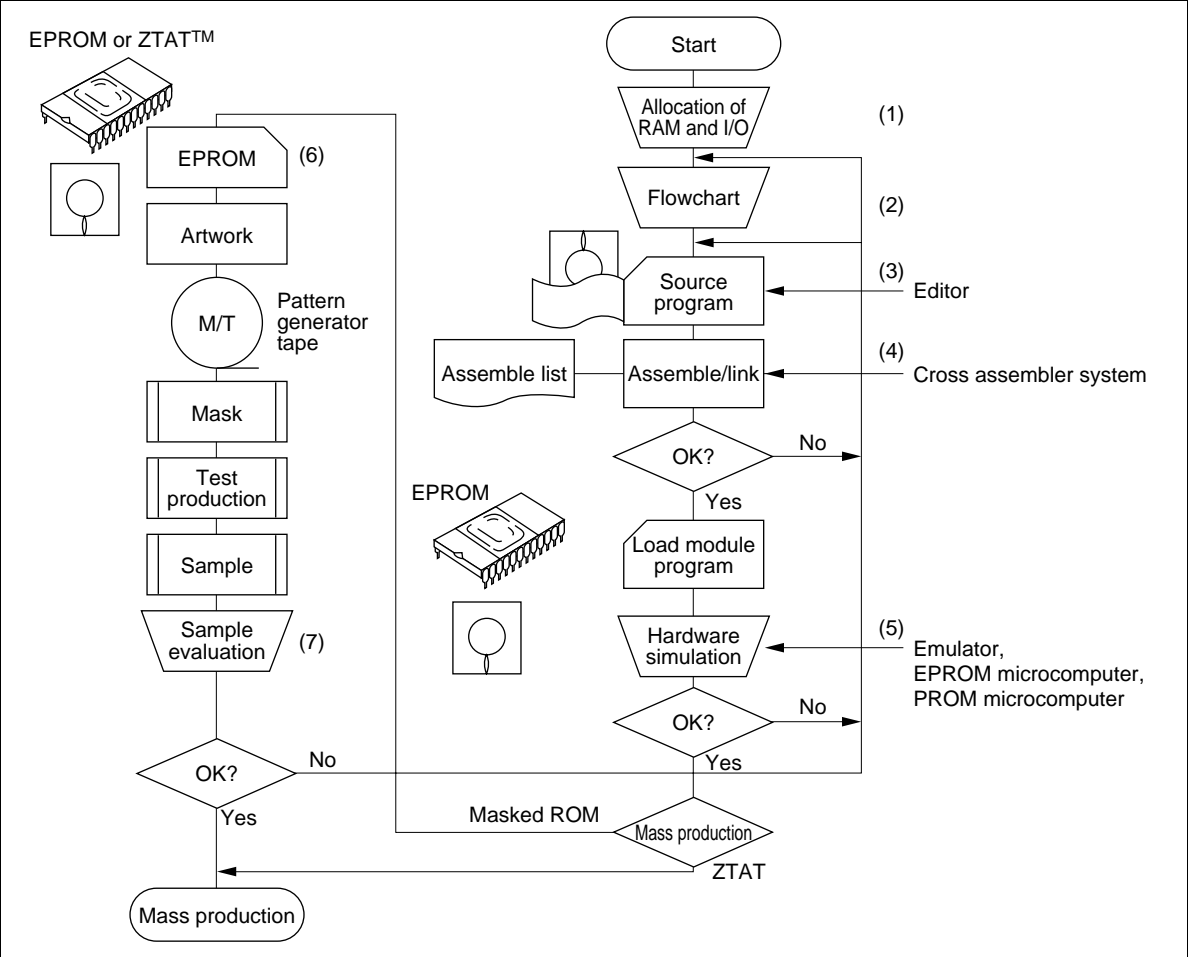 EPROM or ZTAT™
EPROM
(6)
Artwork
M/T
Pattern
generator
tape
Mask
Test
production
Sample
Sample
evaluation
(7)
OK?
No
Yes
Mass production
Start
Allocation of
RAM and I/O
(1)
Flowchart
(2)
Source
program
(3)
Editor
Assemble list
Assemble/link
(4)
Cross assembler system
OK?
No
Yes
EPROM
Load module
program
Hardware
simulation
(5)
Emulator,
EPROM microcomputer,
PROM microcomputer
OK?
No
Yes
Masked ROM
Mass production
ZTAT